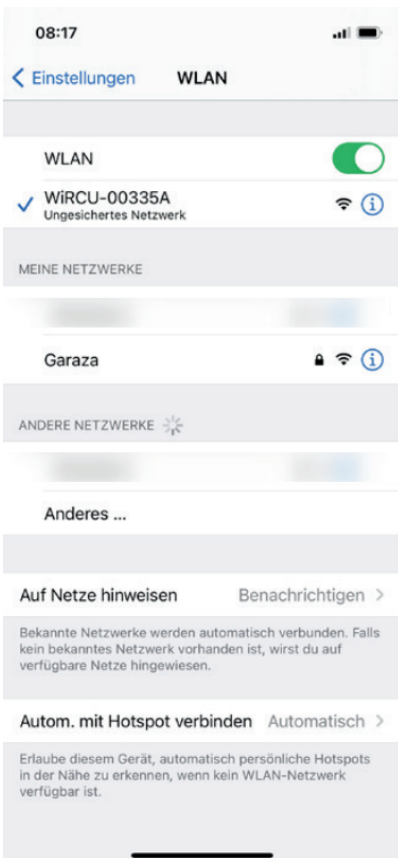 08:17
Einstellungen WLAN
WLAN
WiRCU-00335A
Ungesichertes Netzwerk
MEINE NETZWERKE
Garaza
ANDERE NETZWERKE
Anderes ...
Auf Netze hinweisen Benachrichtigen
Bekannte Netzwerke werden automatisch verbunden. Falls
kein bekanntes Netzwerk vorhanden ist, wirst du auf
verfügbare Netze hingewiesen.
Autom. mit Hotspot verbinden Automatisch
Erlaube diesem Gerät, automatisch persönliche Hotspots
in der Nähe zu erkennen, wenn kein WLAN-Netzwerk
verfügbar ist.